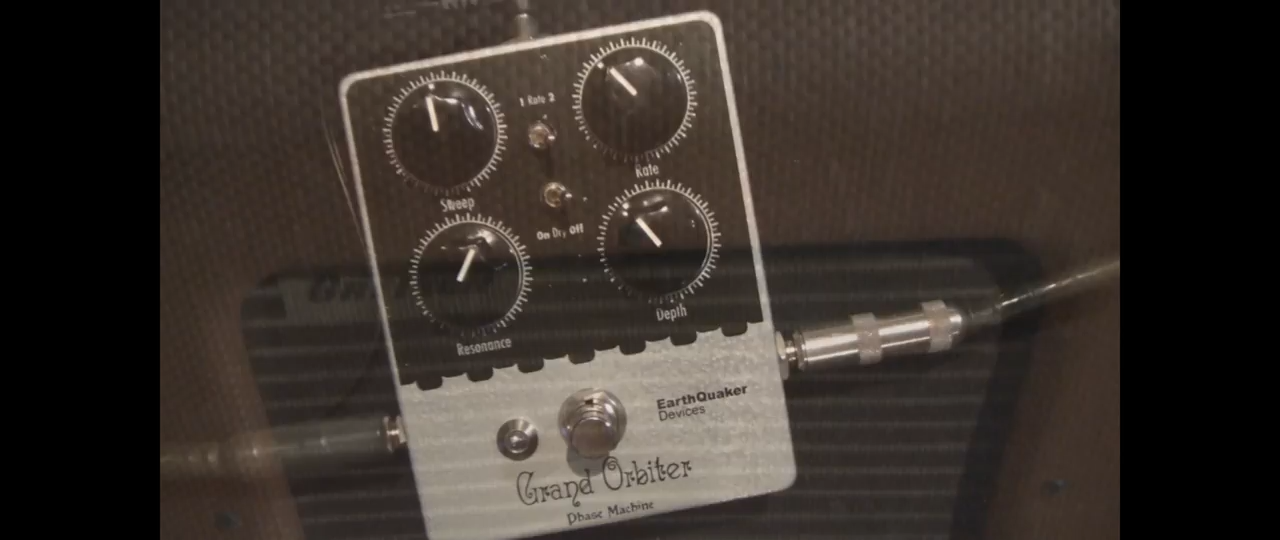 1 Rate 2
Rate
Sweep
On Dry Off
Depth
Resonance
EarthQuaker
Devices
Grand Orbiter
Phase Machine